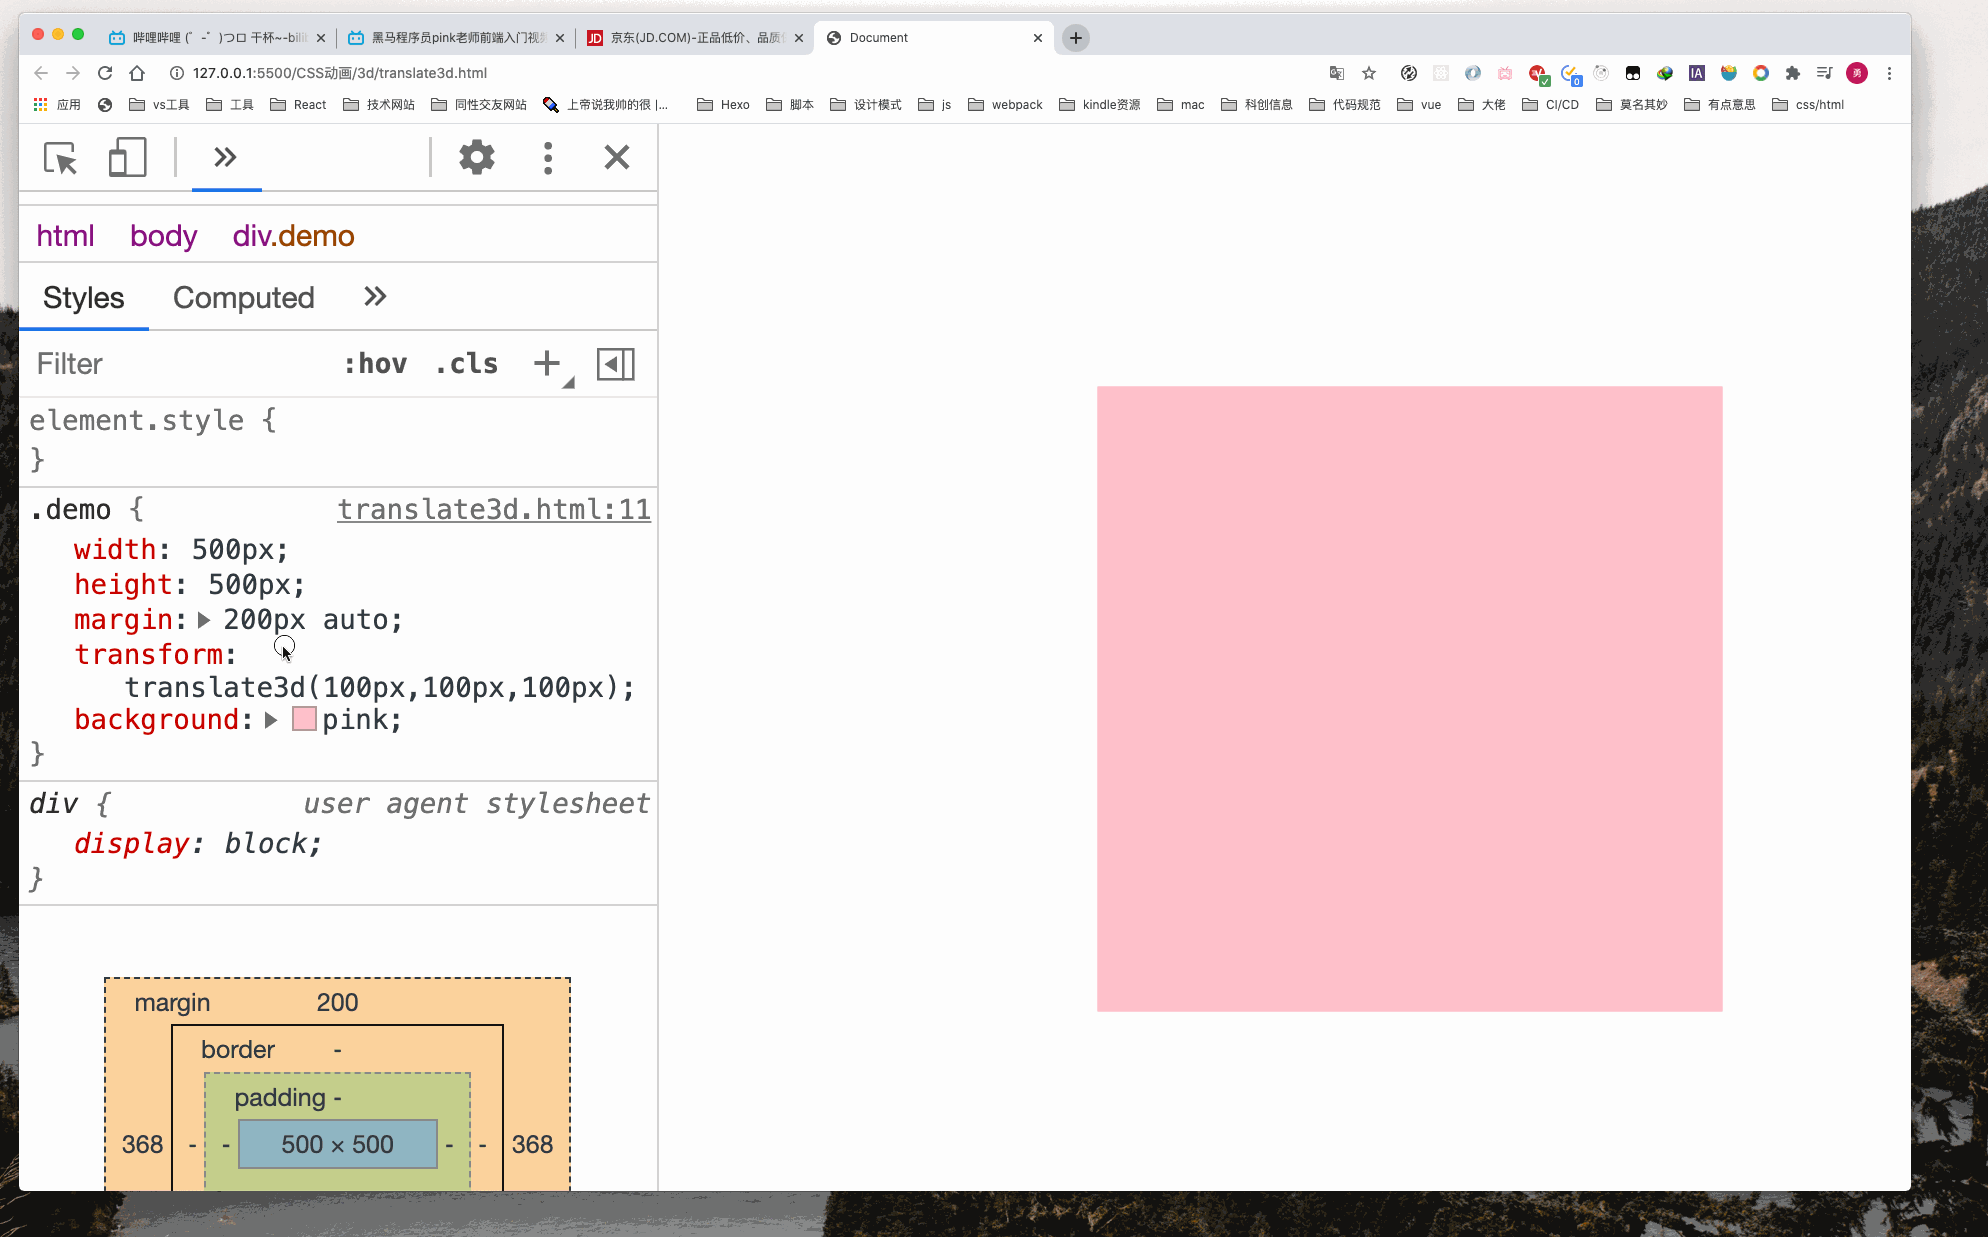 哔哩哔哩 (゜-゜)つロ 干杯~-bili
黑马程序员pink老师前端入门视频
JD 京东(JD.COM)-正品低价、品质
Document
127.0.0.1:5500/CSS动画/3d/translate3d.html
IA 0 勇
应用 vs工具 工具 React 技术网站 同性交友网站 上帝说我帅的很 |... Hexo 脚本 设计模式 js webpack kindle资源 mac 科创信息 代码规范 vue 大佬 CI/CD 莫名其妙 有点意思 css/html
html body div.demo
Styles Computed
Filter :hov .cls
element.style {
}
.demo { translate3d.html:11
width: 500px;
height: 500px;
margin: 200px auto;
transform:
translate3d(100px,100px,100px);
background: pink;
}
div { user agent stylesheet
display: block;
}
margin 200
border -
padding -
368 - - 500 × 500 - - 368